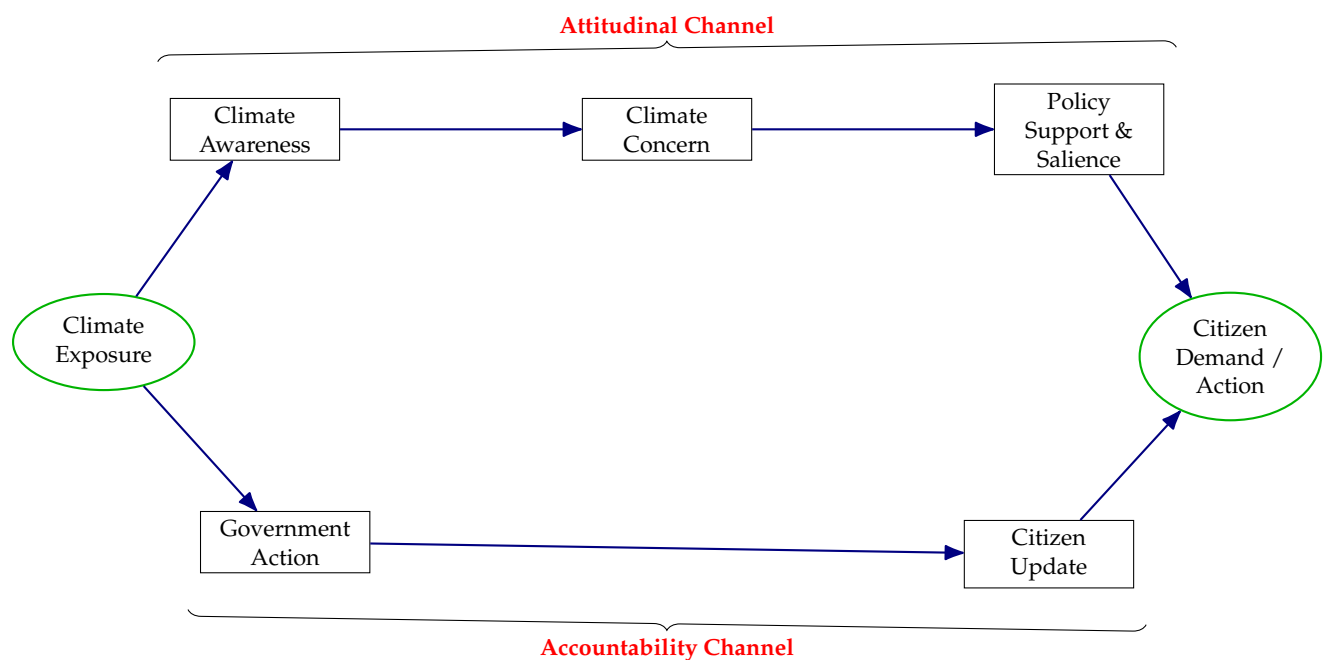 Attitudinal Channel
Climate
Awareness
Climate
Concern
Policy
Support &
Salience
Climate
Exposure
Citizen
Demand /
Action
Government
Action
Citizen
Update
Accountability Channel